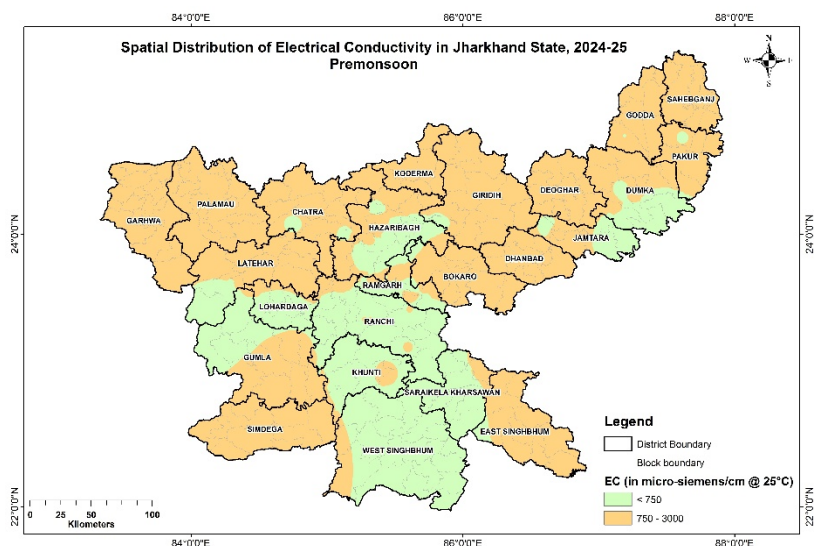 84°0'0"E 86°0'0"E 88°0'0"E
Spatial Distribution of Electrical Conductivity in Jharkhand State, 2024-25
Premonsoon
N
W E
S
SAHEBGANJ
GODDA
PAKUR
KODERMA
DEOGHAR
DUMKA
GIRIDIH
PALAMAU
CHATRA
GARHWA
HAZARIBAGH
24°0'0"N
24°0'0"N
JAMTARA
DHANBAD
LATEHAR
BOKARO
RAMGARH
LOHARDAGA
RANCHI
GUMLA
KHUNTI
SARAIKELA KHARSAWAN
SIMDEGA
EAST SINGHBHUM
WEST SINGHBHUM
Legend
District Boundary
Block boundary
EC (in micro-siemens/cm @ 25°C)
< 750
750 - 3000
22°0'0"N
22°0'0"N
0 25 50 100
Kilometers
84°0'0"E 86°0'0"E 88°0'0"E